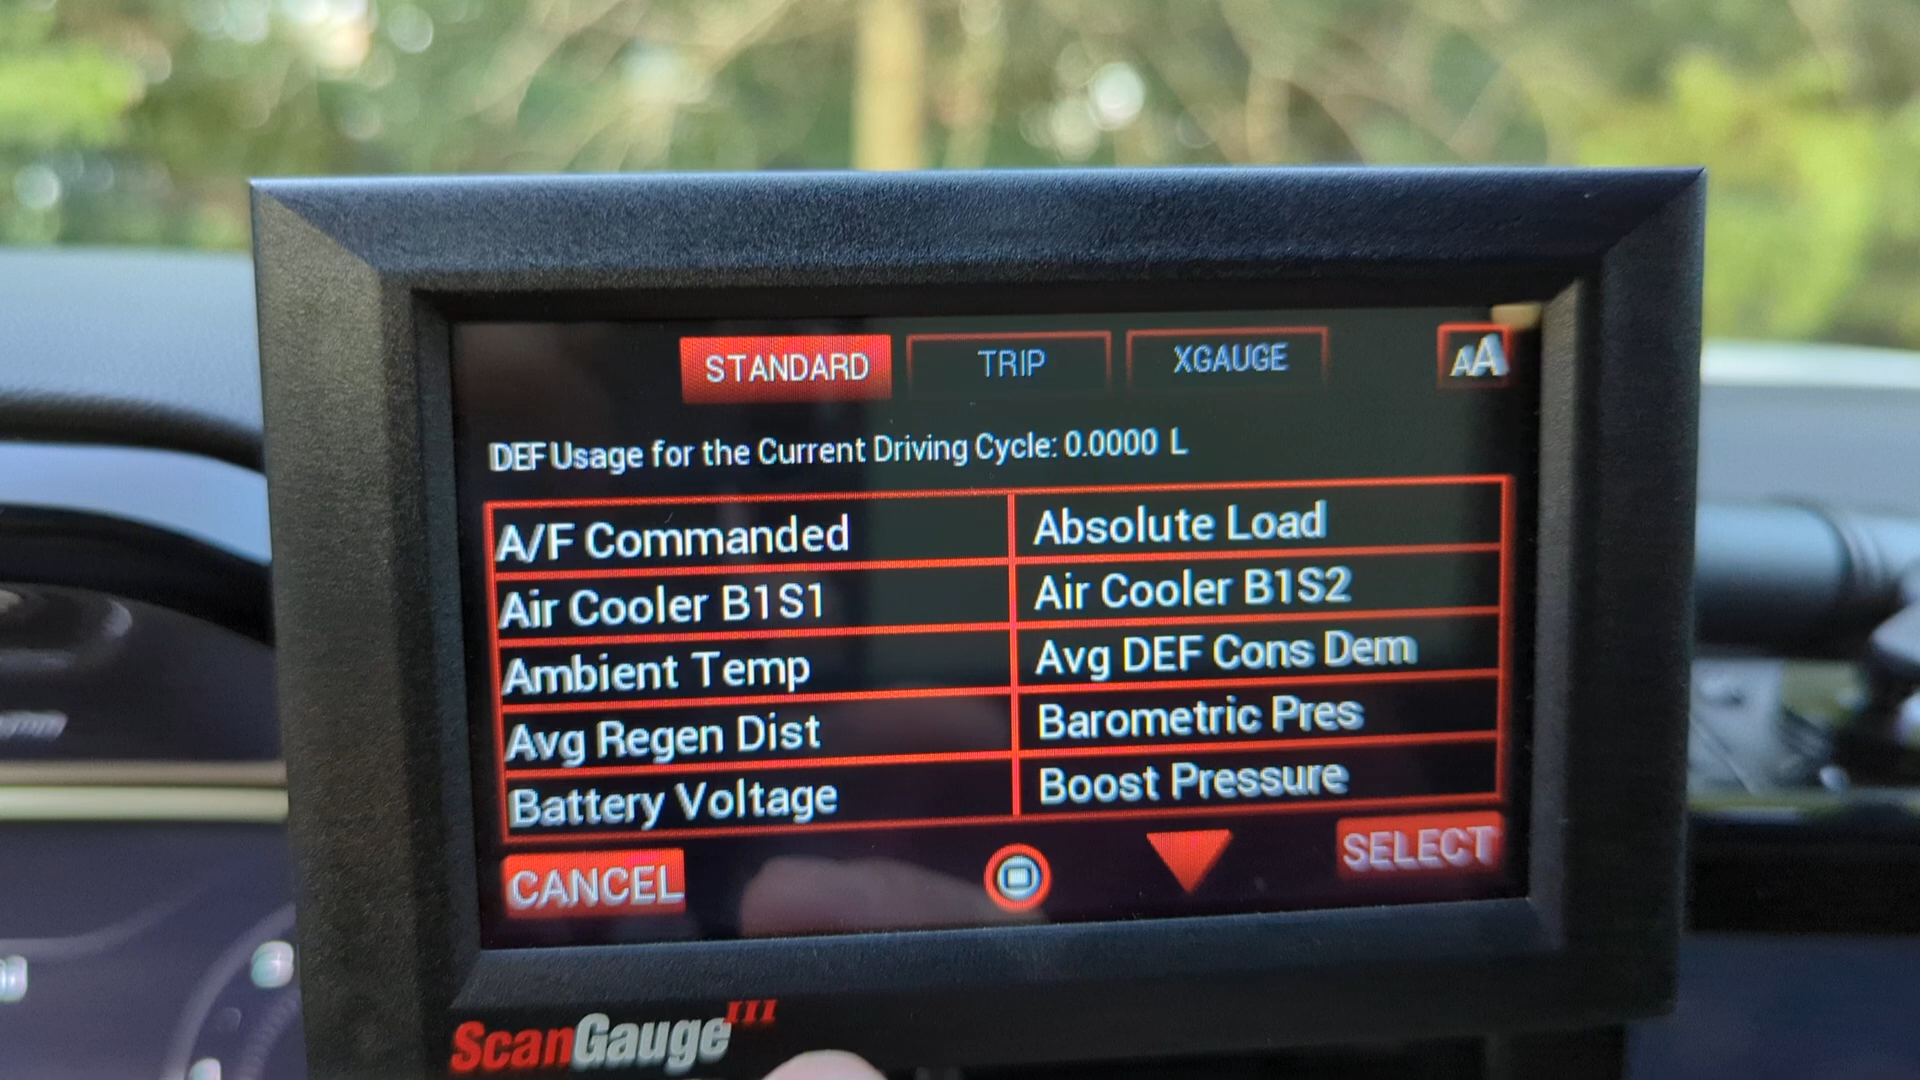 STANDARD TRIP XGAUGE AA
DEF Usage for the Current Driving Cycle: 0.0000 L
A/F Commanded Absolute Load
Air Cooler B1S1 Air Cooler B1S2
Ambient Temp Avg DEF Cons Dem
Avg Regen Dist Barometric Pres
Battery Voltage Boost Pressure
CANCEL SELECT
ScanGauge III